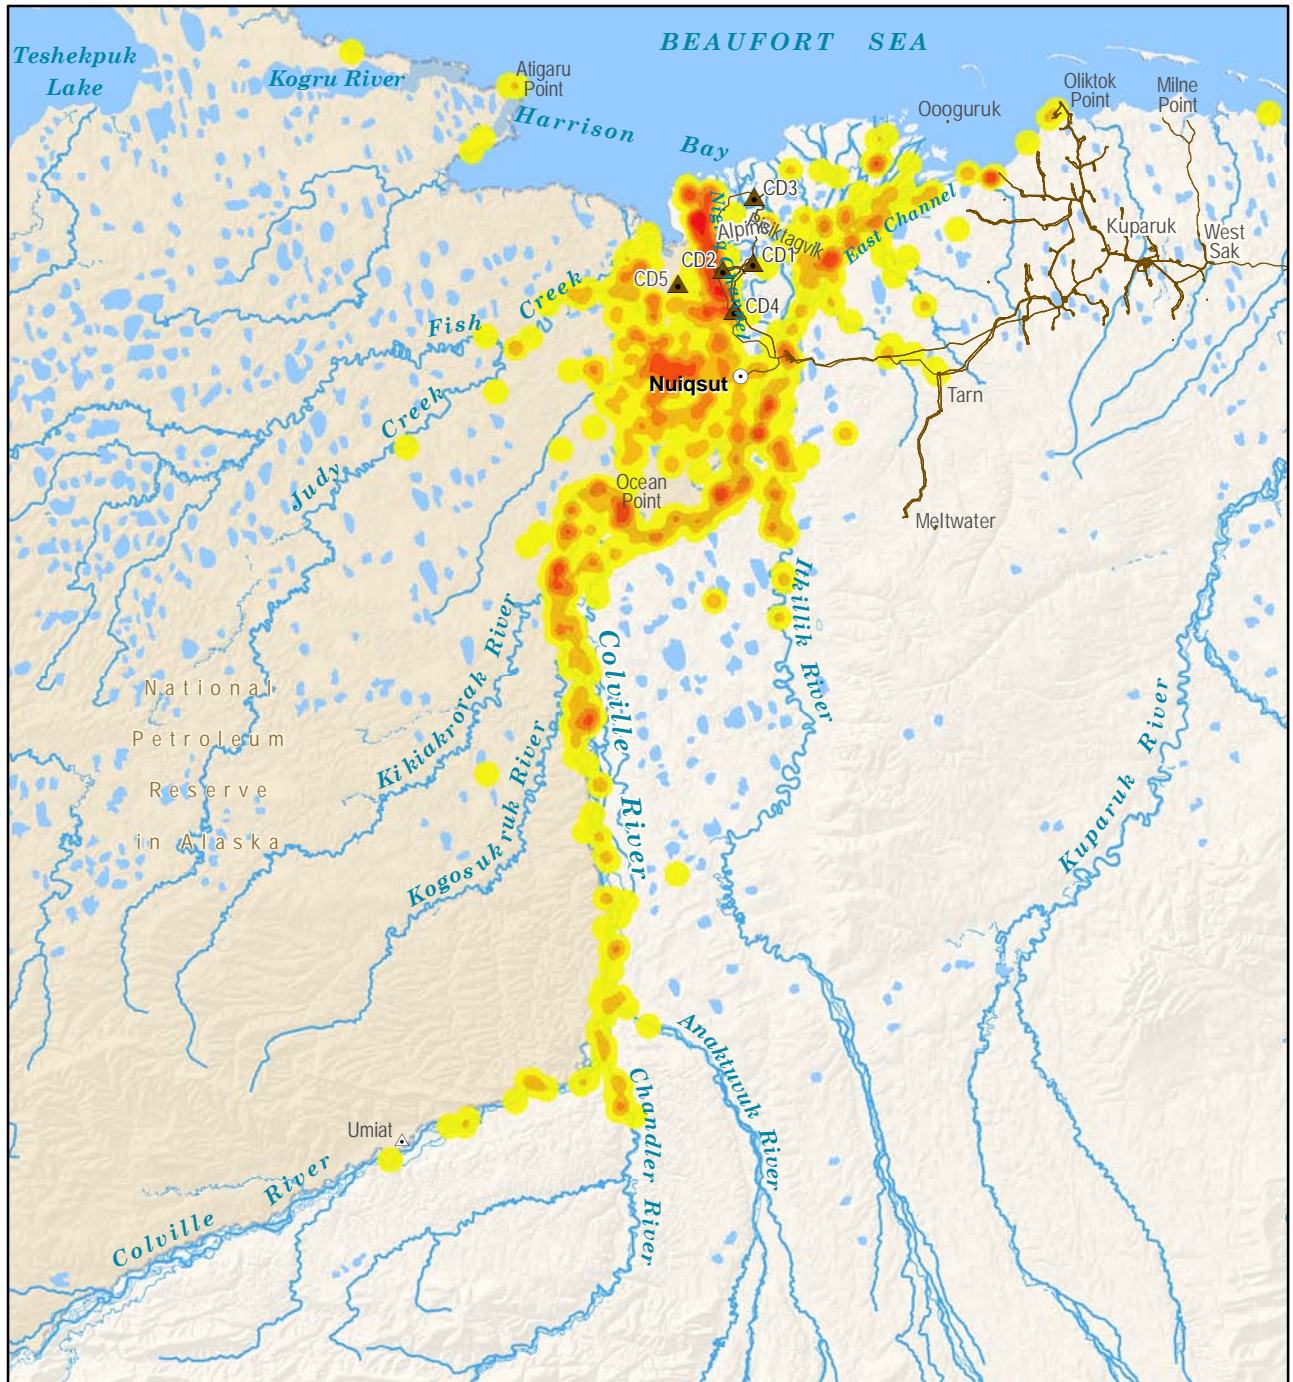 BEAUFORT SEA
Teshekpuk
Lake
Kogru River
Atigaru
Point
Harrison Bay
Oooguruk
Oliktok
Point
Milne
Point
CD3
Nigliq Channel
Alpine
East Channel
Kuparuk
West
Sak
CD2
CD1
CD5
CD4
Fish Creek
Nuiqsut
Tarn
Judy Creek
Ocean
Point
Meltwater
Itkillik River
Colville River
Kikiakrorak River
National
Petroleum
Reserve
in Alaska
Kogosukruk River
Kuparuk River
Anaktuvuk River
Chandler River
Umiat
Colville River